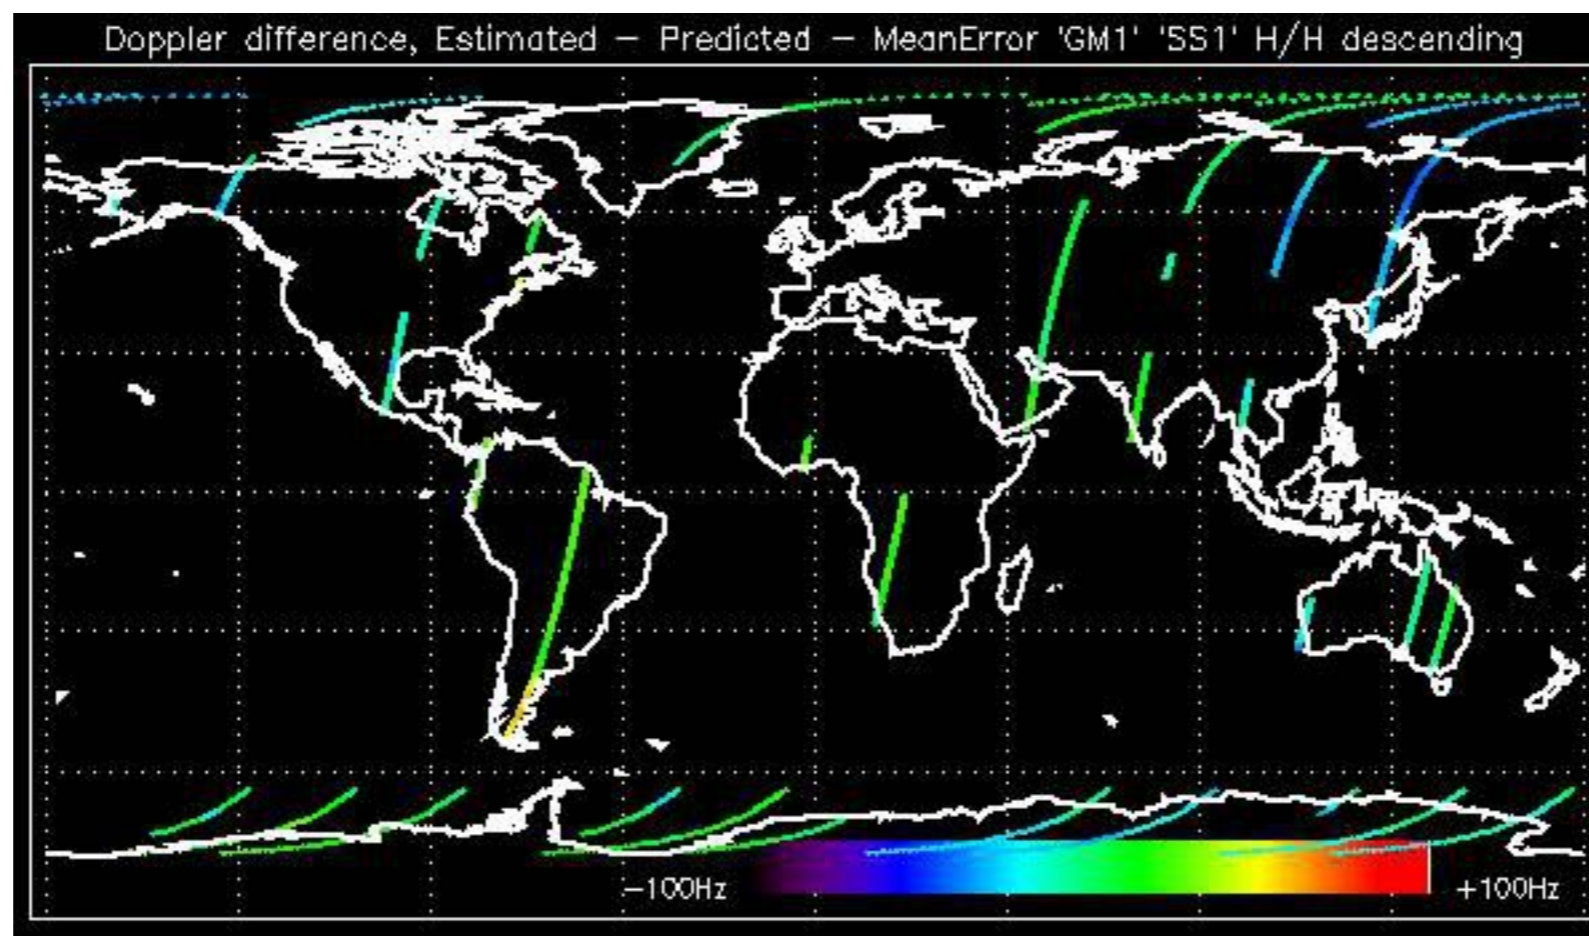 Doppler difference, Estimated – Predicted – MeanError 'GM1' 'SS1' H/H descending
–100Hz +100Hz